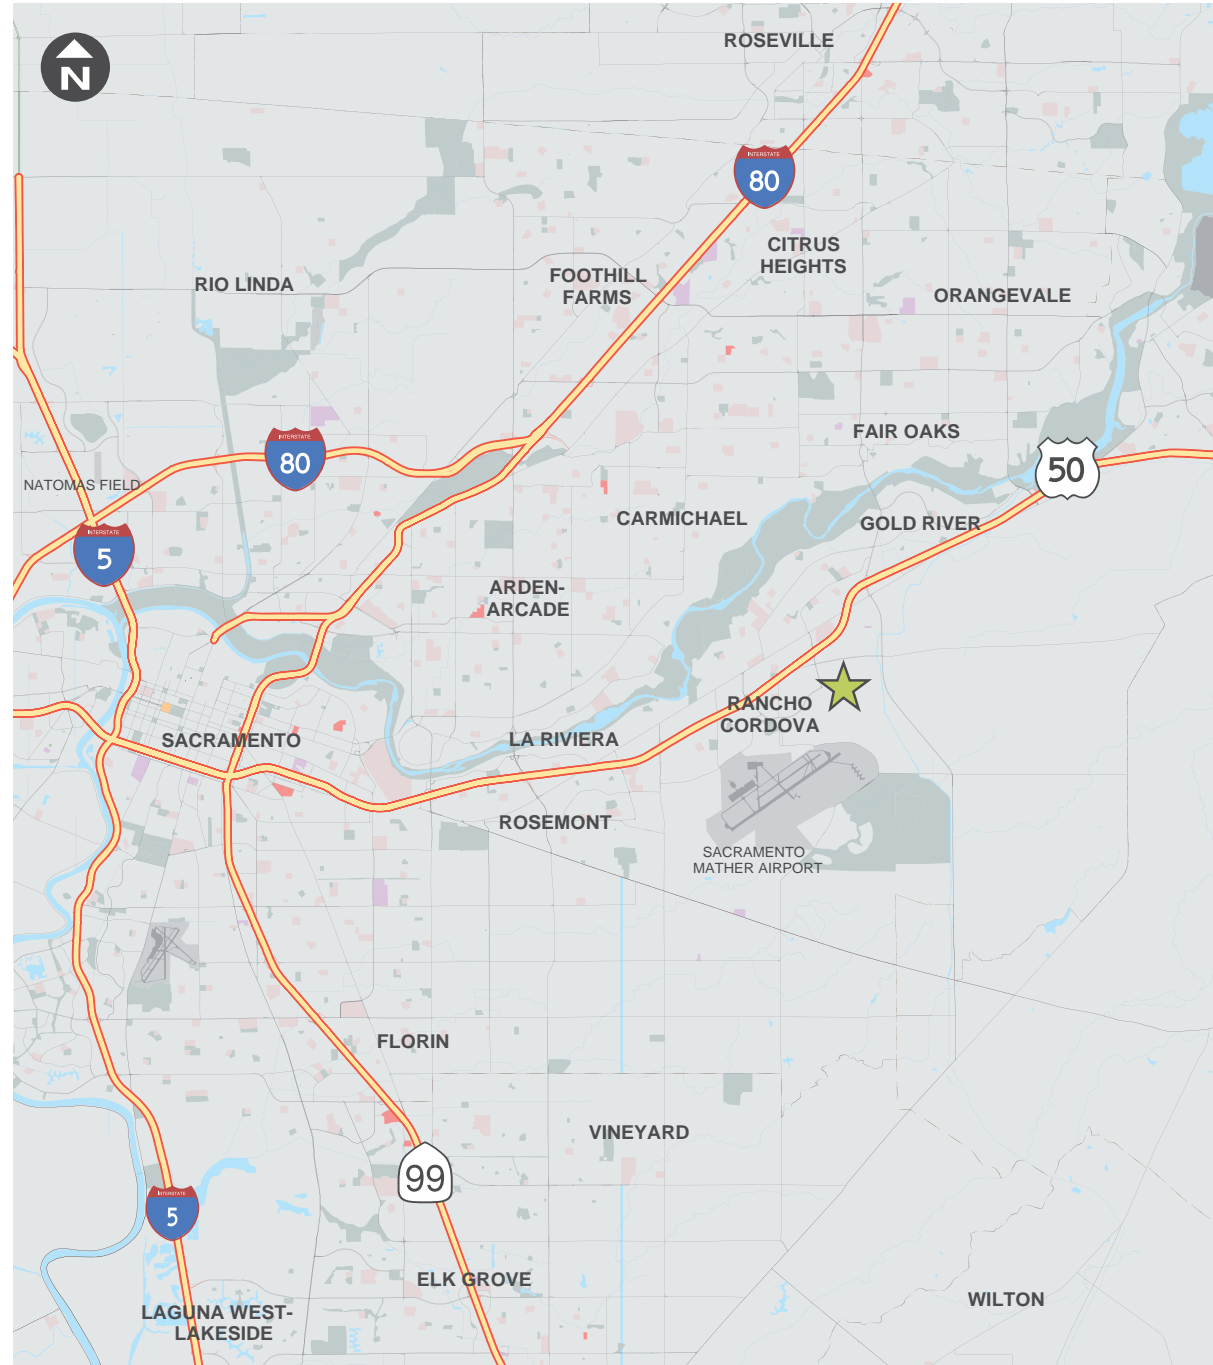 ROSEVILLE
N
INTERSTATE
80
CITRUS
HEIGHTS
FOOTHILL
FARMS
RIO LINDA
ORANGEVALE
FAIR OAKS
INTERSTATE
80
50
NATOMAS FIELD
CARMICHAEL
GOLD RIVER
INTERSTATE
5
ARDEN-
ARCADE
RANCHO
CORDOVA
SACRAMENTO
LA RIVIERA
ROSEMONT
SACRAMENTO
MATHER AIRPORT
FLORIN
VINEYARD
99
INTERSTATE
5
ELK GROVE
WILTON
LAGUNA WEST-
LAKESIDE